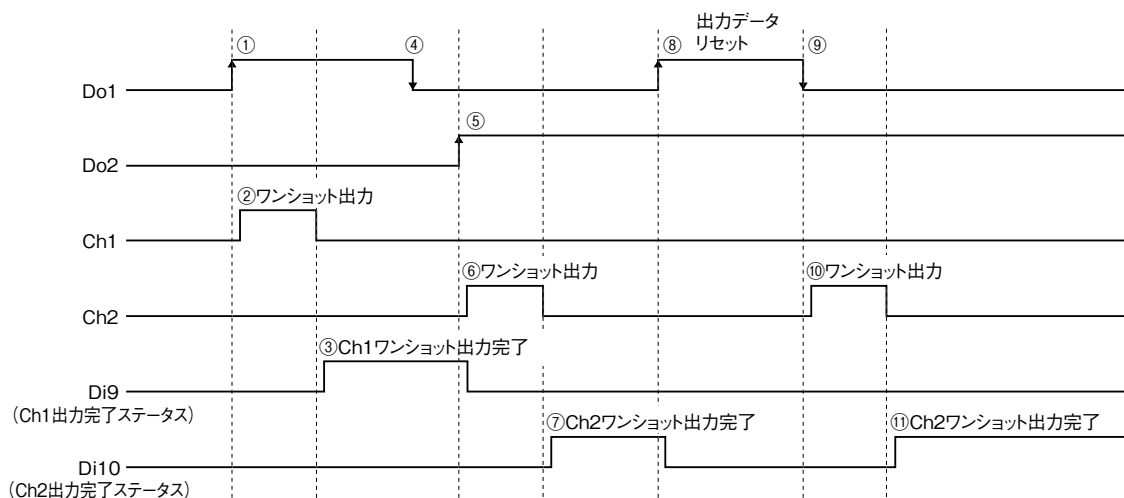 出力データ
リセット
① ④ ⑧ ⑨
Do1
⑤
Do2
②ワンショット出力
Ch1
⑥ワンショット出力 ⑩ワンショット出力
Ch2
③Ch1ワンショット出力完了
Di9
（Ch1出力完了ステータス）
⑦Ch2ワンショット出力完了 ⑪Ch2ワンショット出力完了
Di10
（Ch2出力完了ステータス）